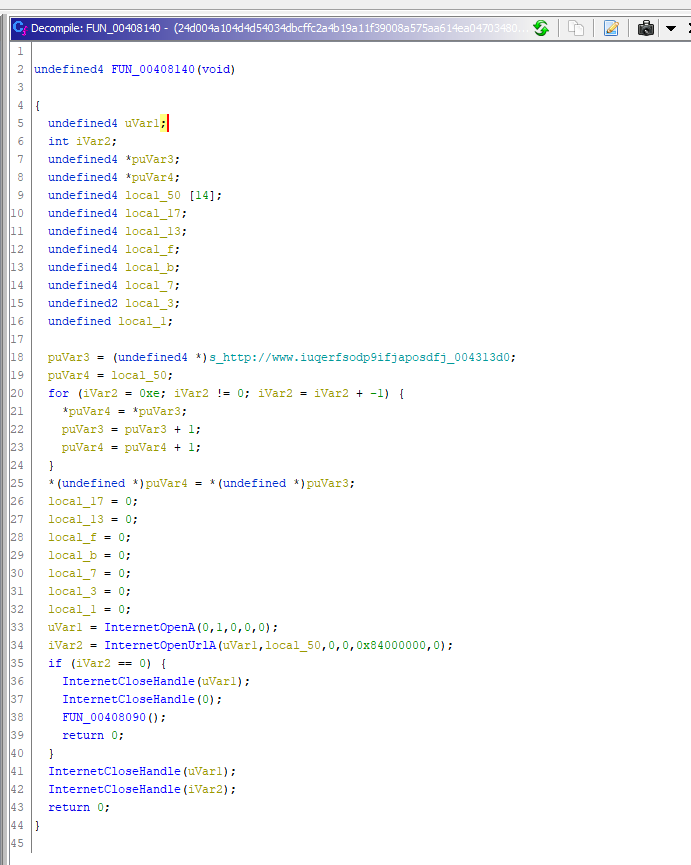 Decompile: FUN_00408140 - (24d004a104d4d54034dbcffc2a4b19a11f39008a575aa614ea04703480...
1
2 undefined4 FUN_00408140(void)
3
4 {
5 undefined4 uVar1;
6 int iVar2;
7 undefined4 *puVar3;
8 undefined4 *puVar4;
9 undefined4 local_50 [14];
10 undefined4 local_17;
11 undefined4 local_13;
12 undefined4 local_f;
13 undefined4 local_b;
14 undefined4 local_7;
15 undefined2 local_3;
16 undefined local_1;
17
18 puVar3 = (undefined4 *)s_http://www.iuqerfsodp9ifjaposdfj_004313d0;
19 puVar4 = local_50;
20 for (iVar2 = 0xe; iVar2 != 0; iVar2 = iVar2 + -1) {
21 *puVar4 = *puVar3;
22 puVar3 = puVar3 + 1;
23 puVar4 = puVar4 + 1;
24 }
25 *(undefined *)puVar4 = *(undefined *)puVar3;
26 local_17 = 0;
27 local_13 = 0;
28 local_f = 0;
29 local_b = 0;
30 local_7 = 0;
31 local_3 = 0;
32 local_1 = 0;
33 uVar1 = InternetOpenA(0,1,0,0,0);
34 iVar2 = InternetOpenUrlA(uVar1,local_50,0,0,0x84000000,0);
35 if (iVar2 == 0) {
36 InternetCloseHandle(uVar1);
37 InternetCloseHandle(0);
38 FUN_00408090();
39 return 0;
40 }
41 InternetCloseHandle(uVar1);
42 InternetCloseHandle(iVar2);
43 return 0;
44 }
45